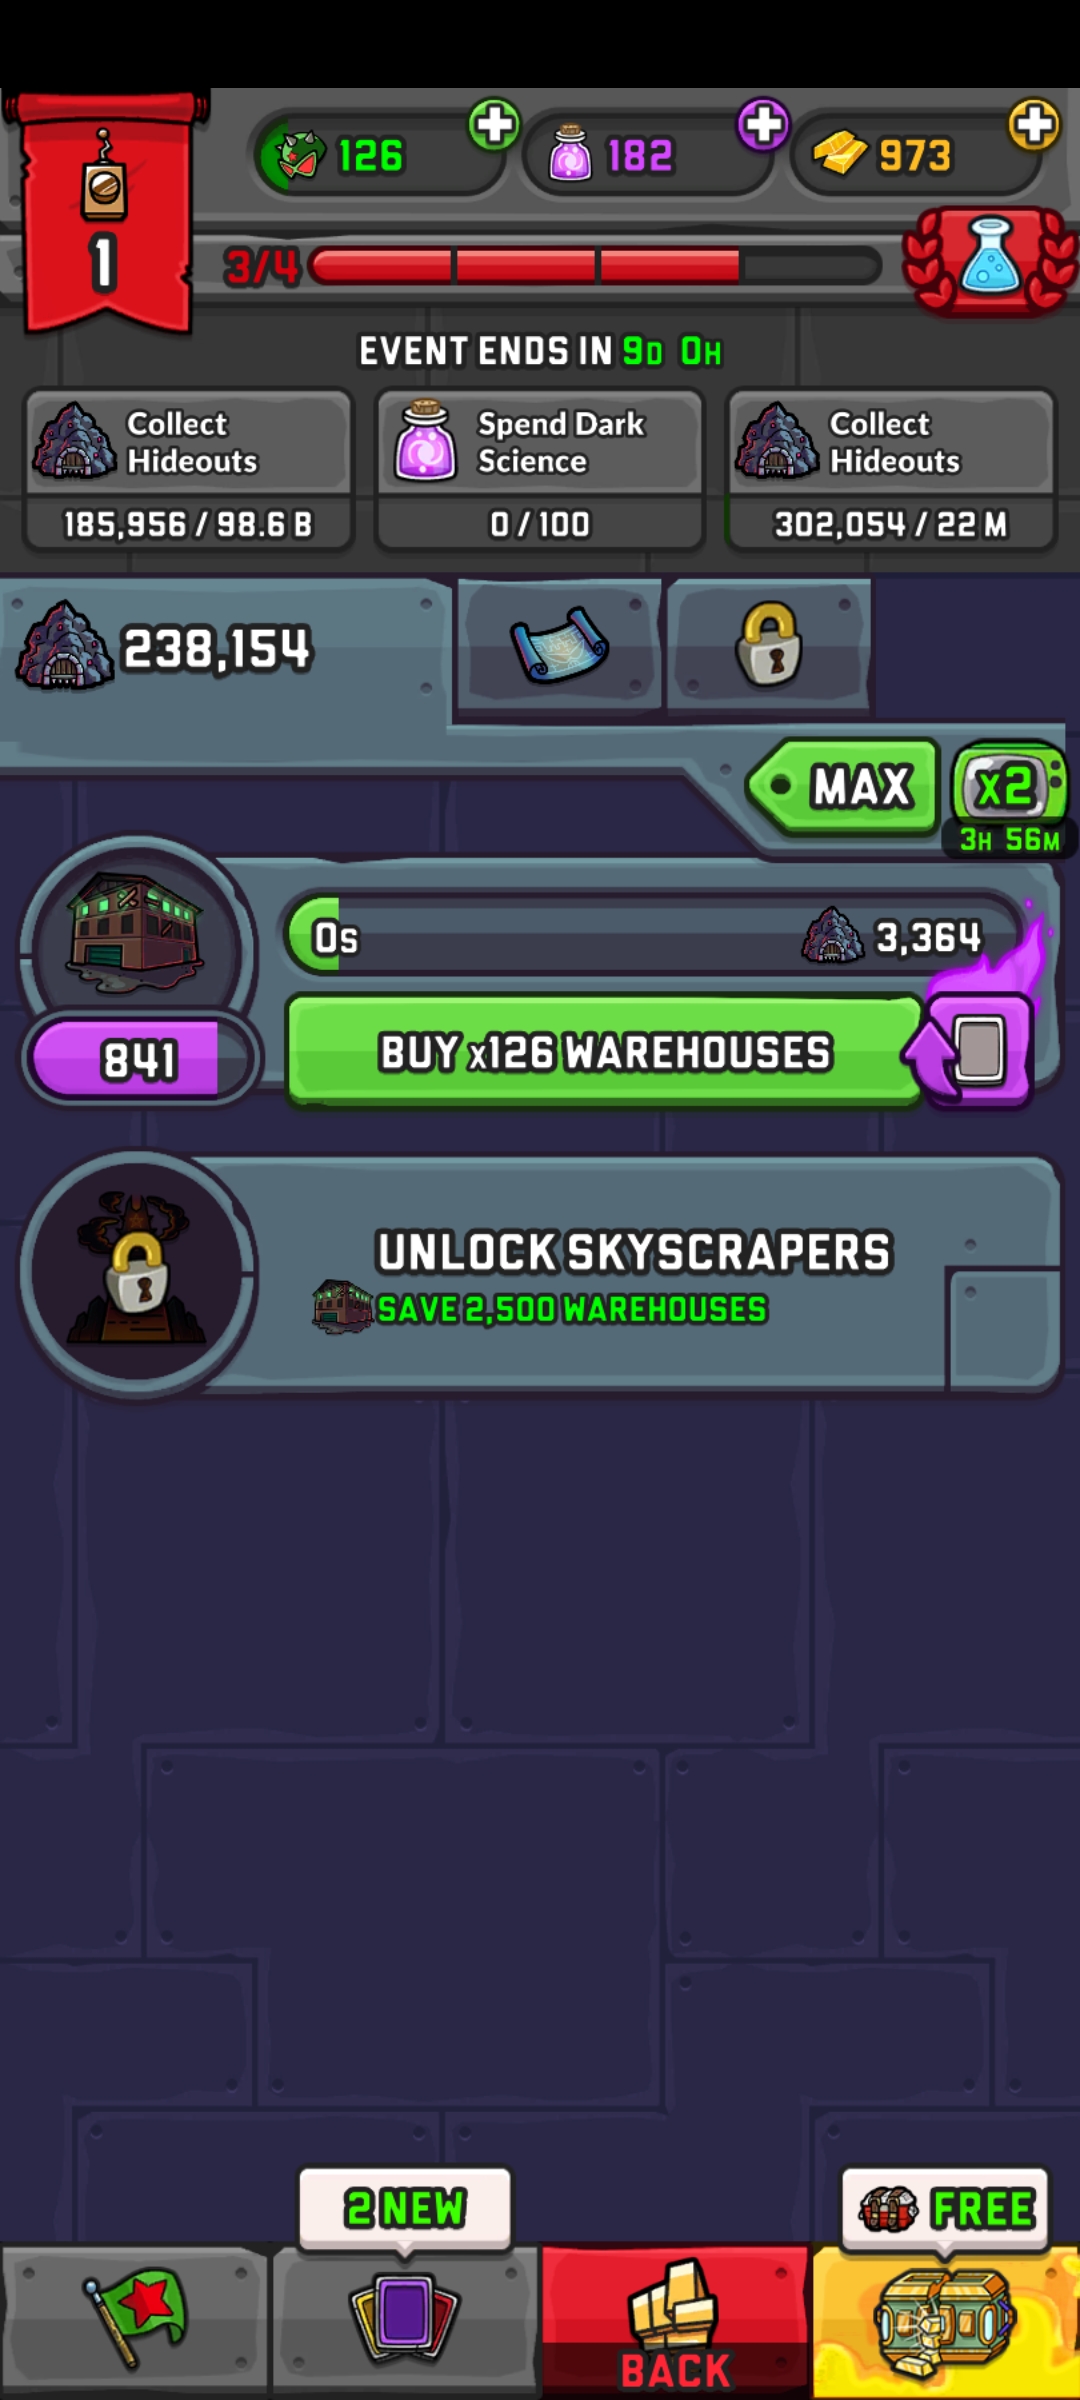 126
182
973
1
3/4
EVENT ENDS IN 9D 0H
Collect
Hideouts
185,956 / 98.6 B
Spend Dark
Science
0 / 100
Collect
Hideouts
302,054 / 22 M
238,154
MAX
x2
3H 56M
0s
3,364
841
BUY x126 WAREHOUSES
UNLOCK SKYSCRAPERS
SAVE 2,500 WAREHOUSES
2 NEW
FREE
BACK